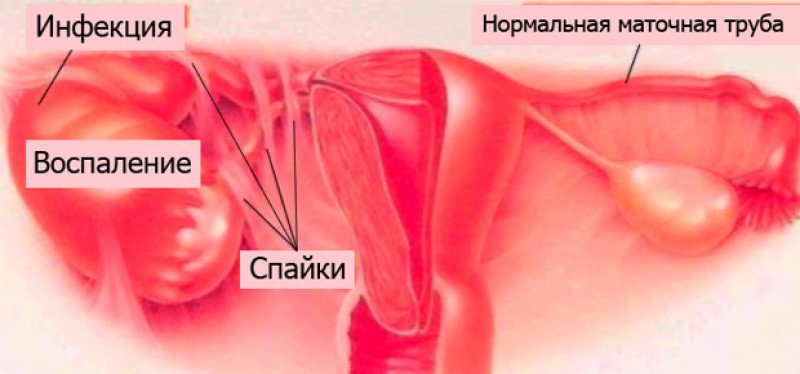 Инфекция
Нормальная маточная труба
Воспаление
Спайки